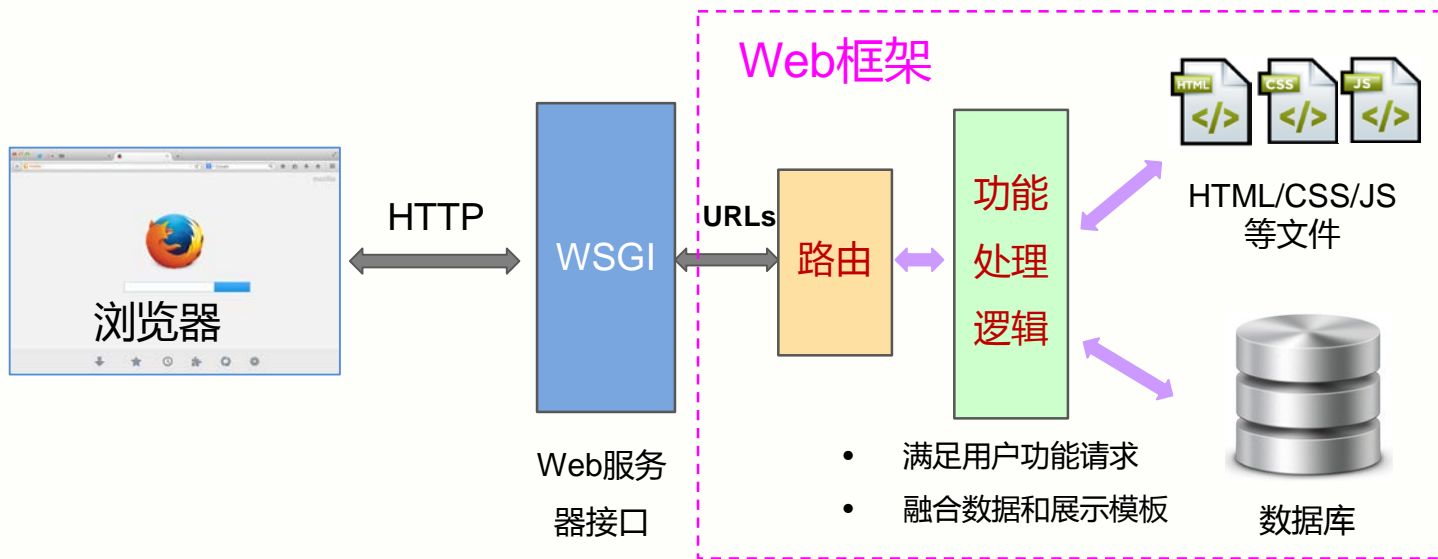 Web框架
HTML
CSS
JS
</>
</>
</>
HTML/CSS/JS
等文件
mozilla
浏览器
HTTP
WSGI
Web服务
器接口
URLs
路由
功能
处理
逻辑
• 满足用户功能请求
• 融合数据和展示模板
数据库